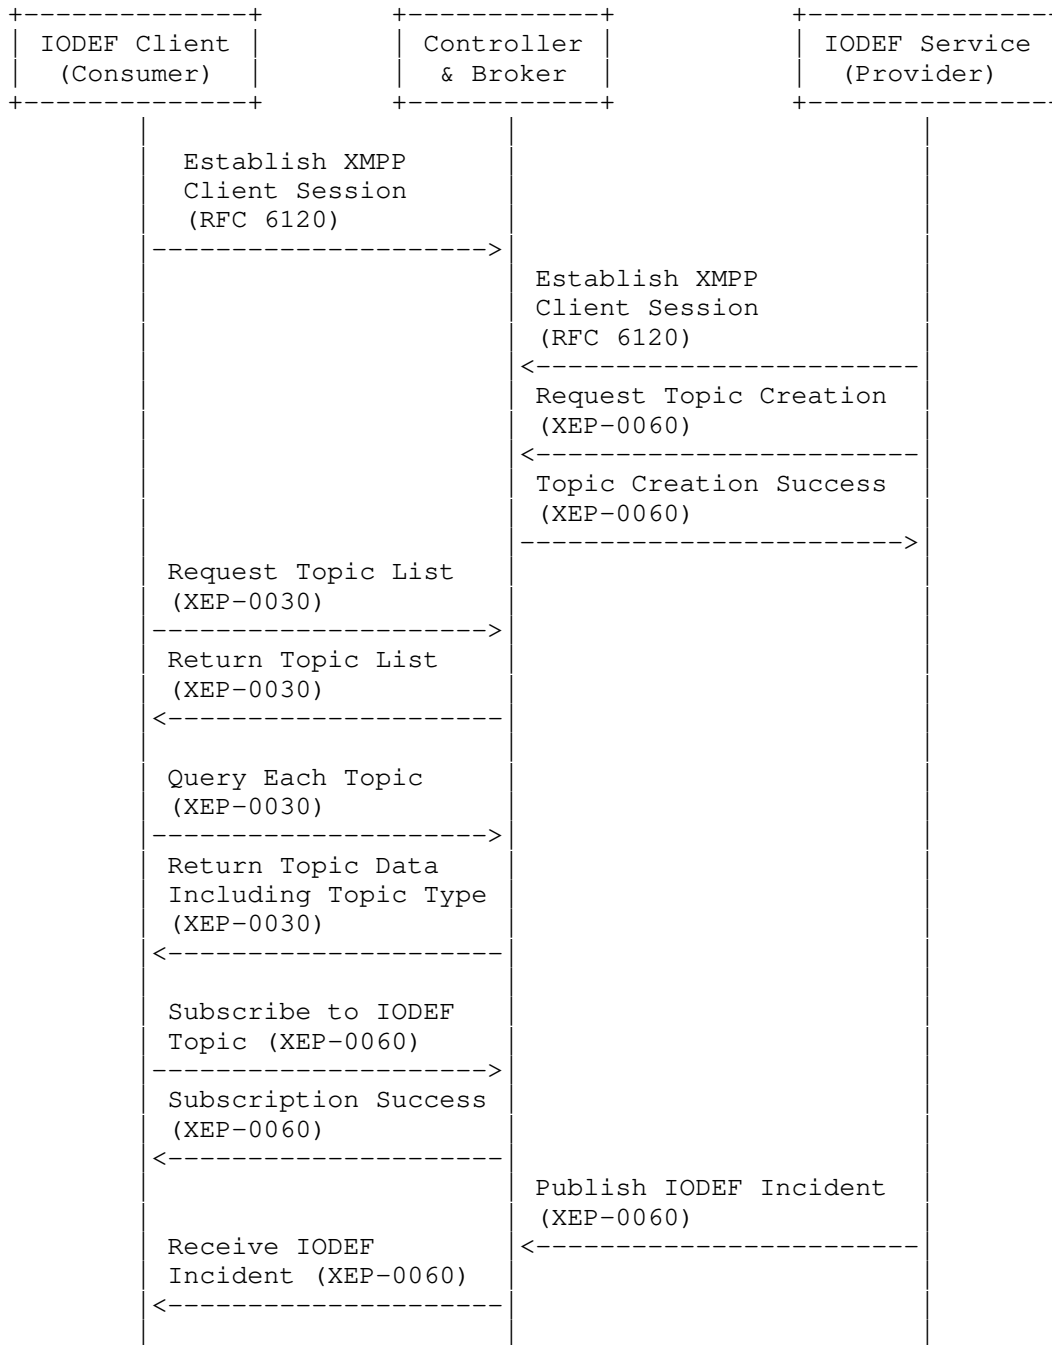 IODEF Client Controller IODEF Service
(Consumer) & Broker (Provider)
Establish XMPP
Client Session
(RFC 6120)
Establish XMPP
Client Session
(RFC 6120)
Request Topic Creation
(XEP-0060)
Topic Creation Success
(XEP-0060)
Request Topic List
(XEP-0030)
Return Topic List
(XEP-0030)
Query Each Topic
(XEP-0030)
Return Topic Data
Including Topic Type
(XEP-0030)
Subscribe to IODEF
Topic (XEP-0060)
Subscription Success
(XEP-0060)
Publish IODEF Incident
(XEP-0060)
Receive IODEF
Incident (XEP-0060)